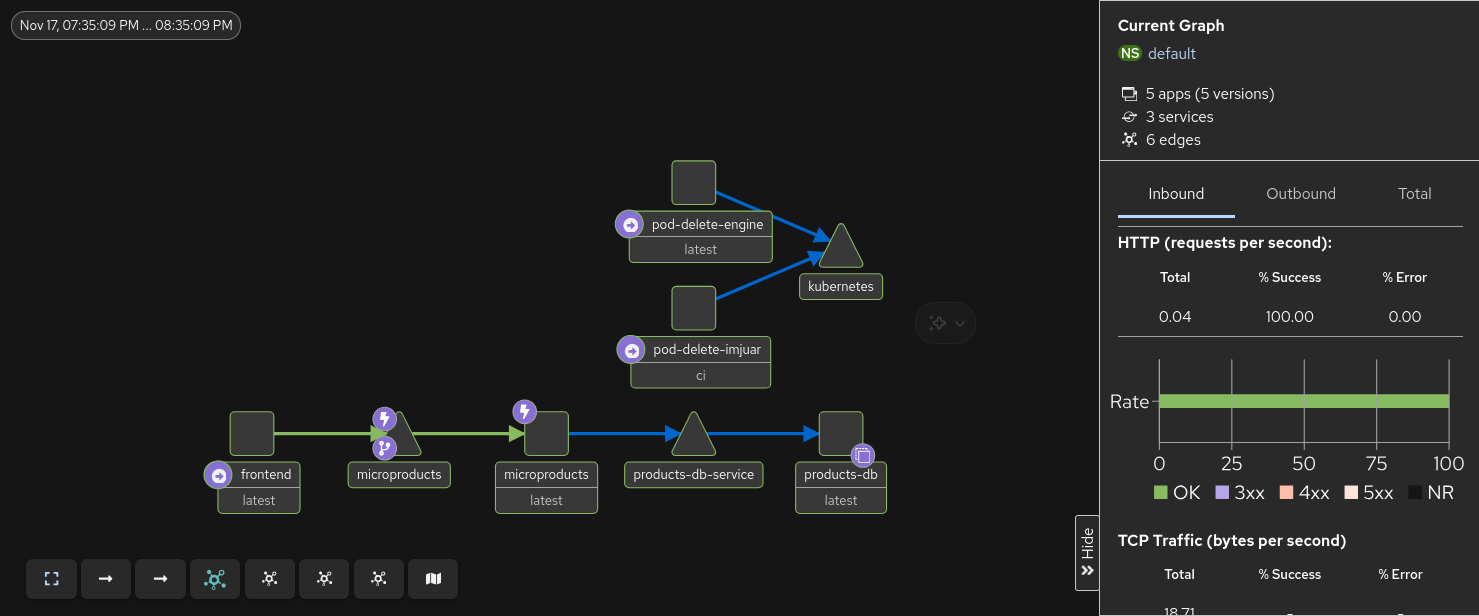 Nov 17, 07:35:09 PM ... 08:35:09 PM
pod-delete-engine
latest
kubernetes
pod-delete-imjuar
ci
frontend
latest
microproducts
microproducts
latest
products-db-service
products-db
latest
Hide
Current Graph
NS default
5 apps (5 versions)
3 services
6 edges
Inbound Outbound Total
HTTP (requests per second):
Total % Success % Error
0.04 100.00 0.00
Rate
0 25 50 75 100
OK 3xx 4xx 5xx NR
TCP Traffic (bytes per second)
Total % Success % Error
18.71